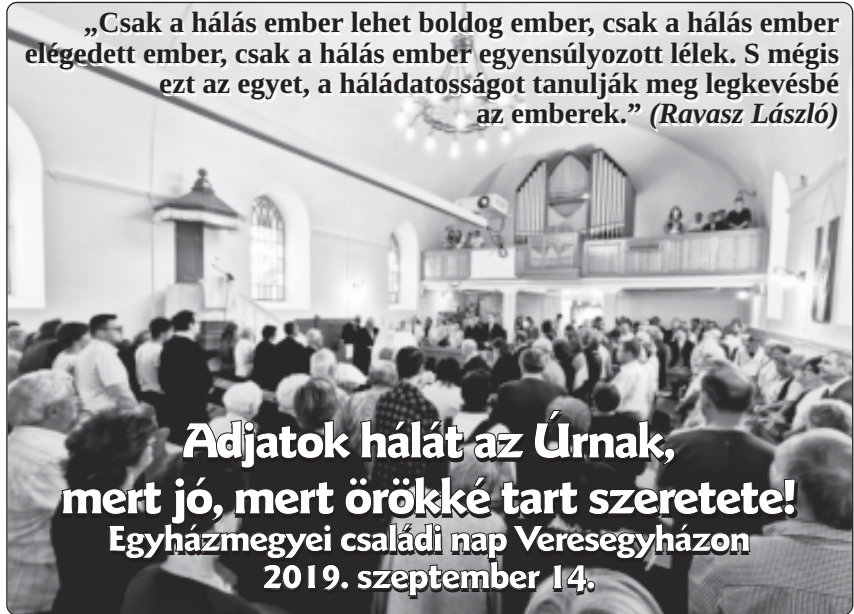 „Csak a hálás ember lehet boldog ember, csak a hálás ember
elégedett ember, csak a hálás ember egyensúlyozott lélek. S mégis
ezt az egyet, a háládatosságot tanulják meg legkevésbé
az emberek.” (Ravasz László)
Adjatok hálát az Úrnak,
mert jó, mert örökké tart szeretete!
Egyházmegyei családi nap Veresegyházon
2019. szeptember 14.